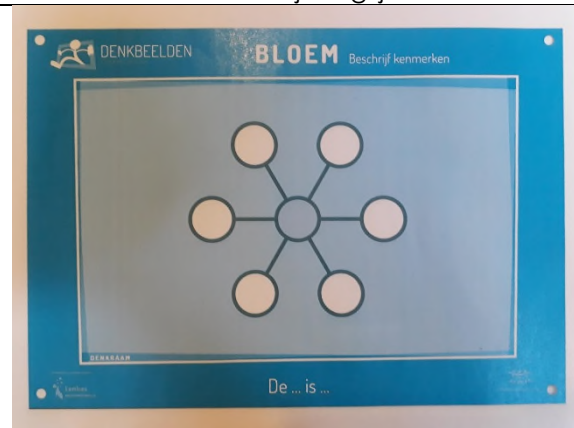 DENKBEELDEN
BLOEM Beschrijf kenmerken
DENKRAAM
De ... is ...